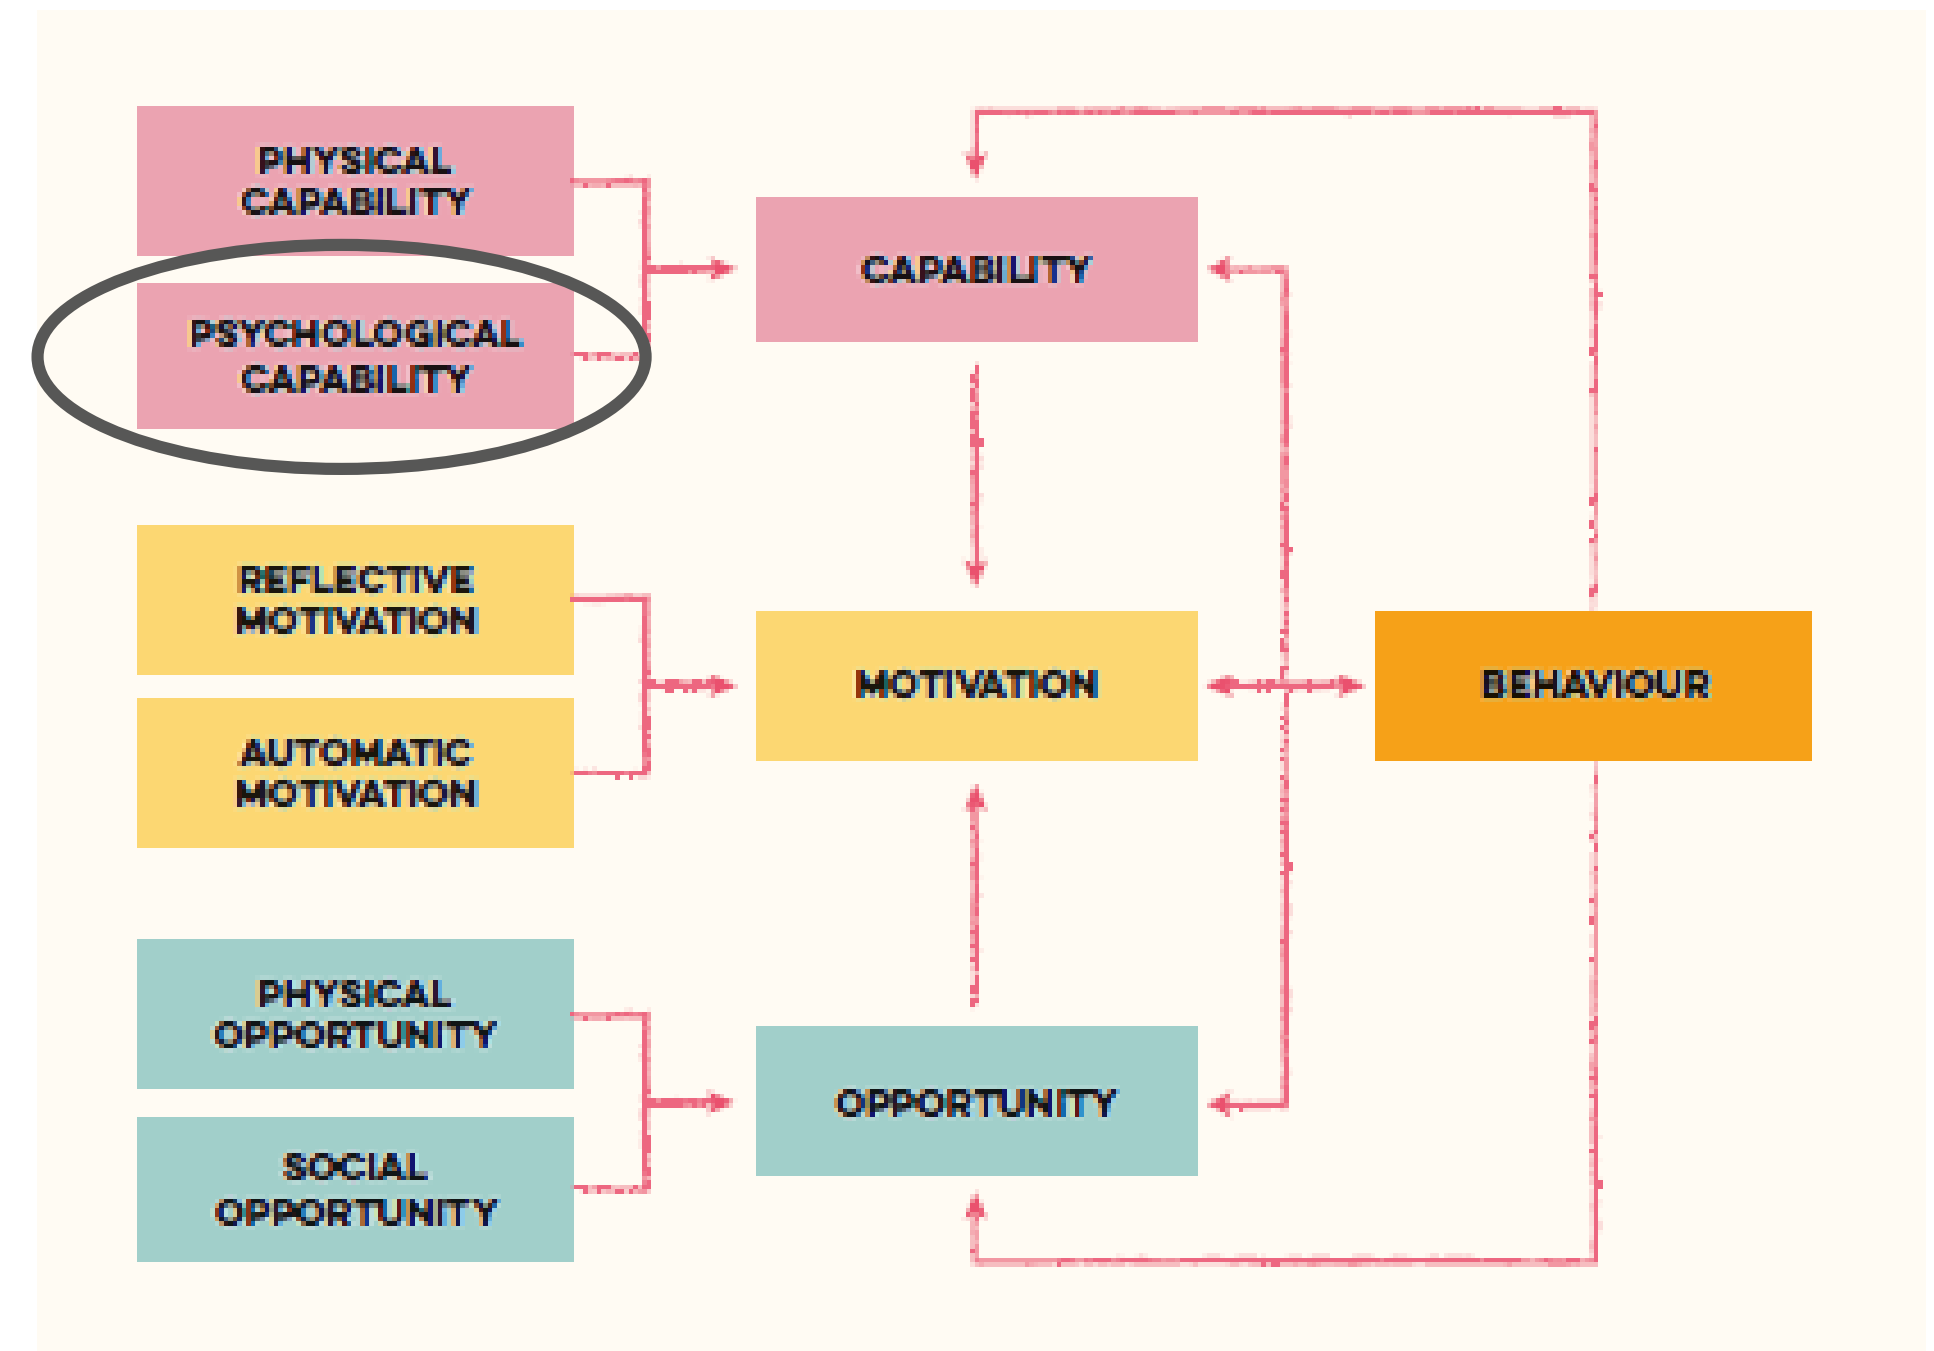 PHYSICAL
CAPABILITY
PSYCHOLOGICAL
CAPABILITY
CAPABILITY
REFLECTIVE
MOTIVATION
AUTOMATIC
MOTIVATION
MOTIVATION
BEHAVIOUR
PHYSICAL
OPPORTUNITY
SOCIAL
OPPORTUNITY
OPPORTUNITY